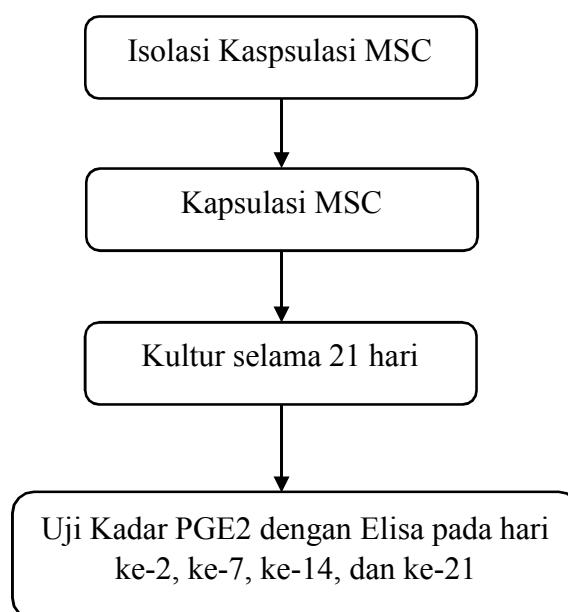 Isolasi Kaspsulasi MSC
Kapsulasi MSC
Kultur selama 21 hari
Uji Kadar PGE2 dengan Elisa pada hari
ke-2, ke-7, ke-14, dan ke-21